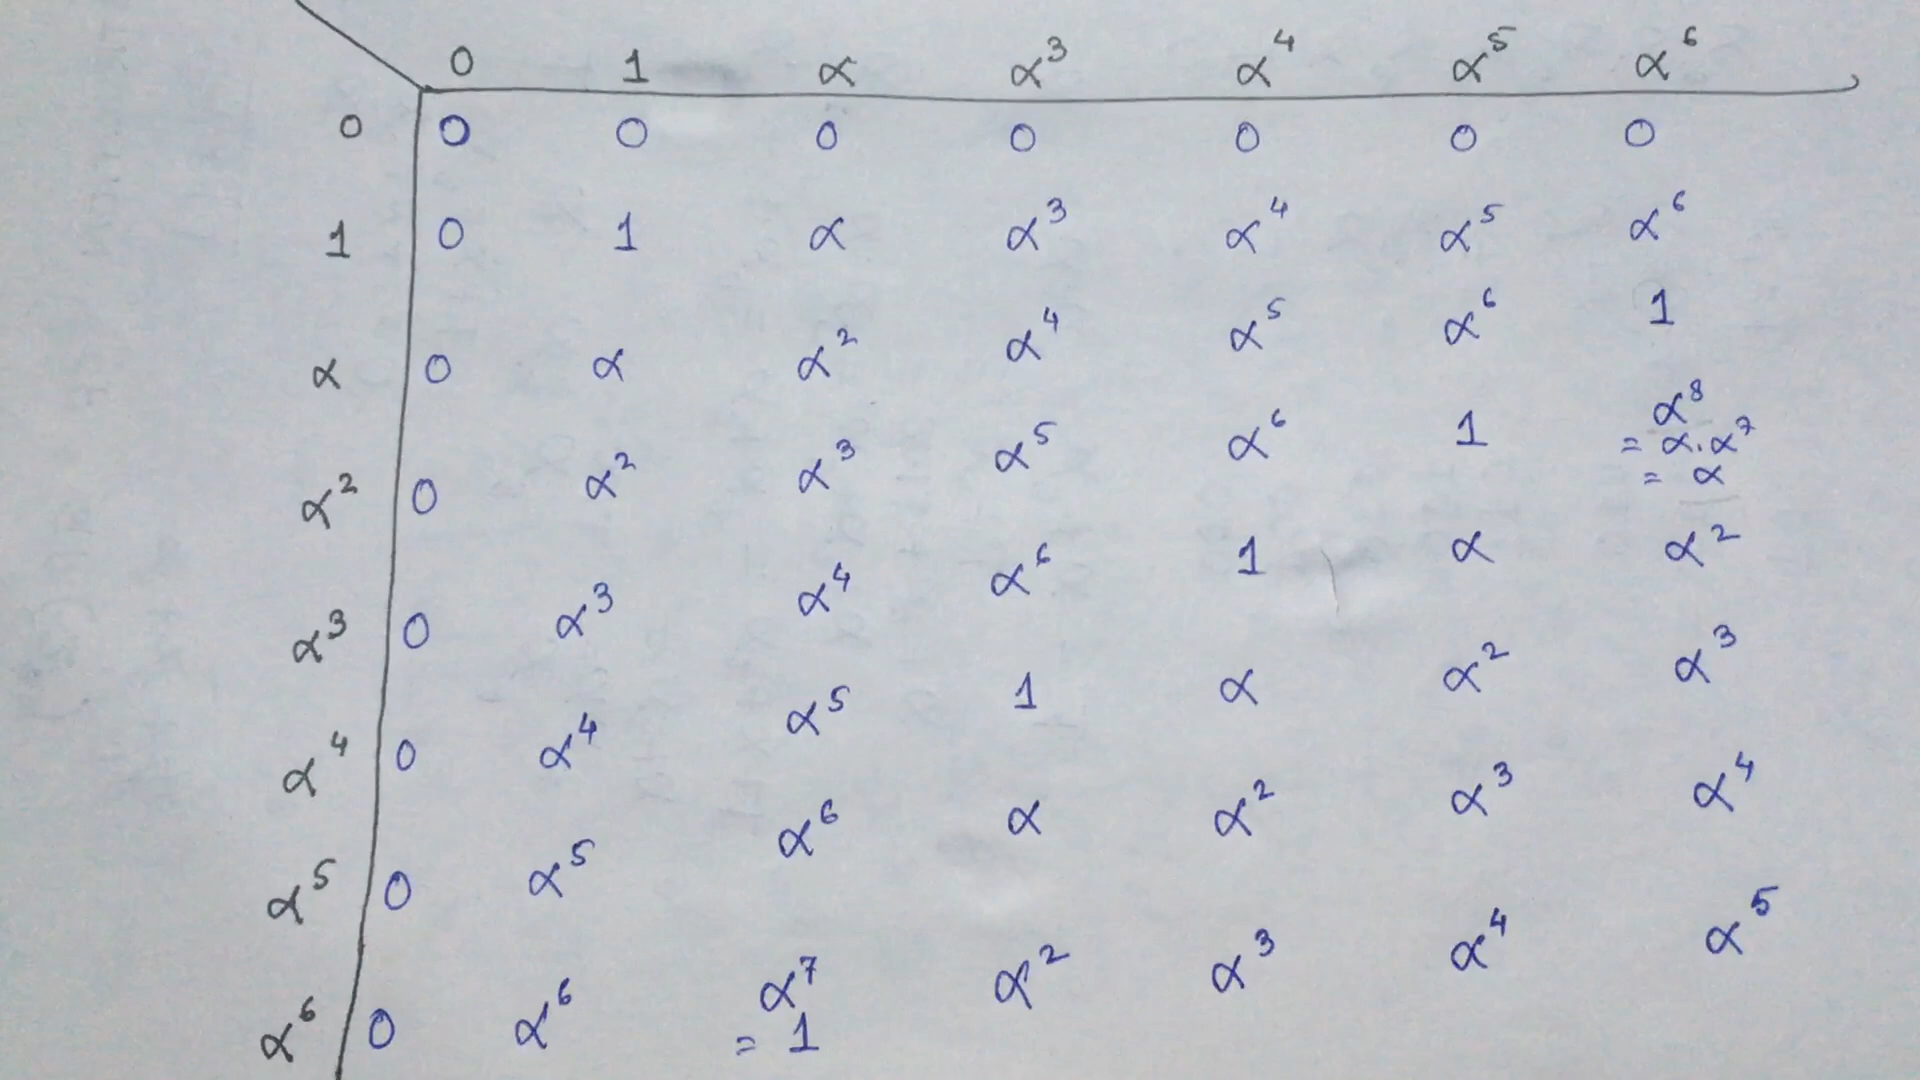 0 1 α α³ α⁴ α⁵ α⁶
0 0 0 0 0 0 0 0
1 0 1 α α³ α⁴ α⁵ α⁶
α 0 α α² α⁴ α⁵ α⁶ 1
α² 0 α² α³ α⁵ α⁶ 1 α⁸
= α.α⁷
= α
α³ 0 α³ α⁴ α⁶ 1 α α²
α⁴ 0 α⁴ α⁵ 1 α α² α³
α⁵ 0 α⁵ α⁶ α α² α³ α⁴
α⁶ 0 α⁶ α⁷ α² α³ α⁴ α⁵
= 1